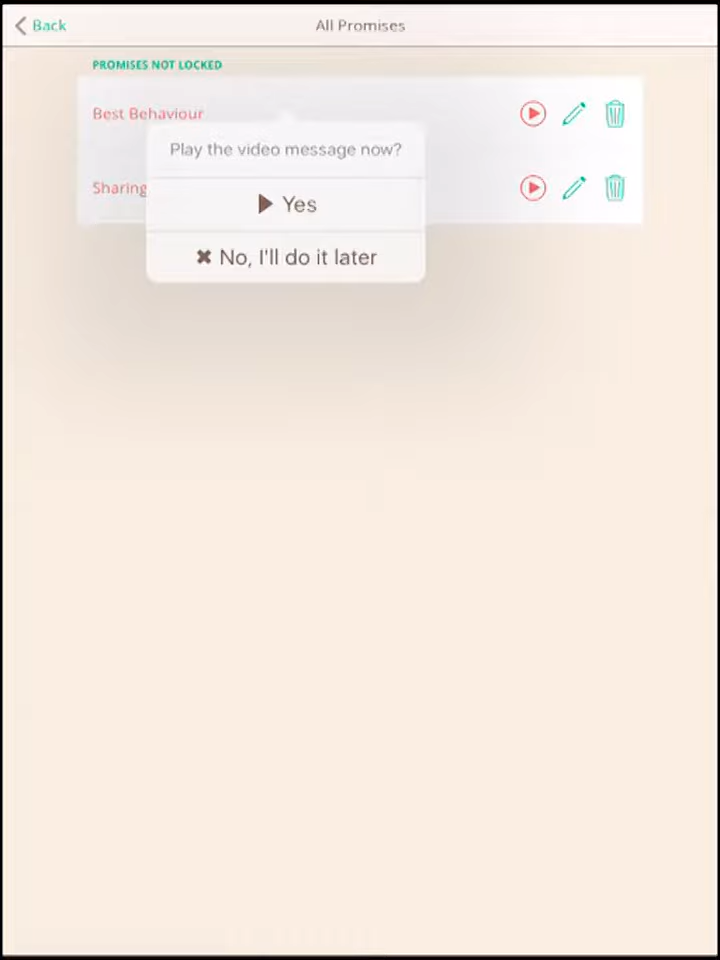 Back
All Promises
PROMISES NOT LOCKED
Best Behaviour
Play the video message now?
Sharing
Yes
No, I'll do it later